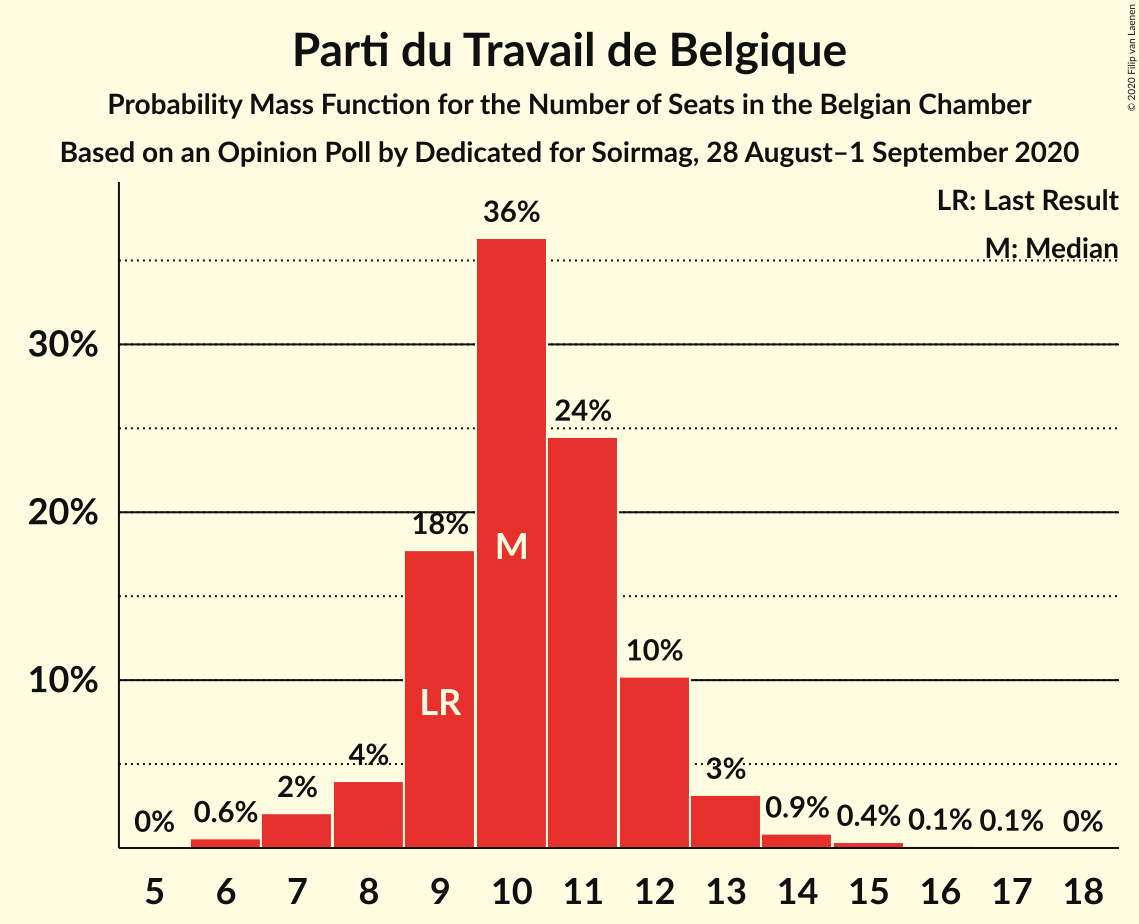 Parti du Travail de Belgique
Probability Mass Function for the Number of Seats in the Belgian Chamber
Based on an Opinion Poll by Dedicated for Soirmag, 28 August–1 September 2020
© 2020 Filip van Laenen
LR: Last Result
M: Median
30%
20%
10%
0%
0.6%
2%
4%
18%
36%
24%
10%
3%
0.9%
0.4%
0.1%
0.1%
0%
LR
M
5 6 7 8 9 10 11 12 13 14 15 16 17 18